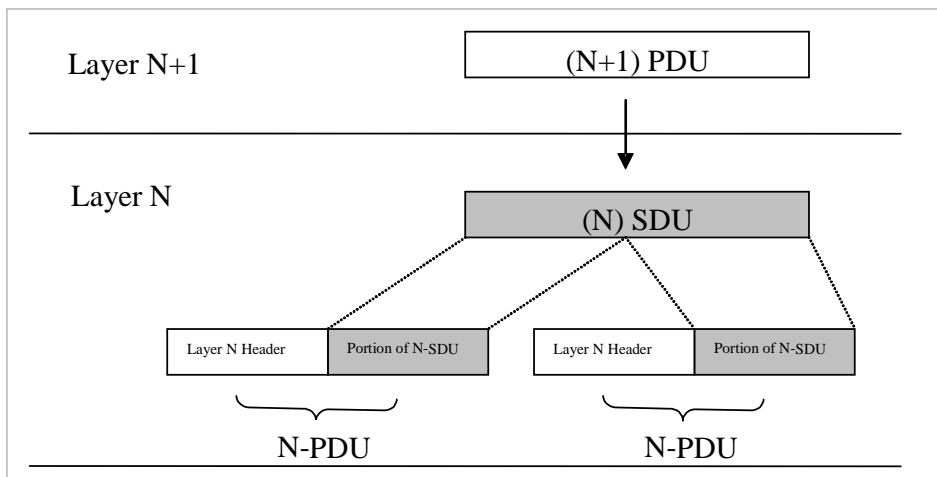 Layer N+1
(N+1) PDU
Layer N
(N) SDU
Layer N Header
Portion of N-SDU
Layer N Header
Portion of N-SDU
N-PDU
N-PDU